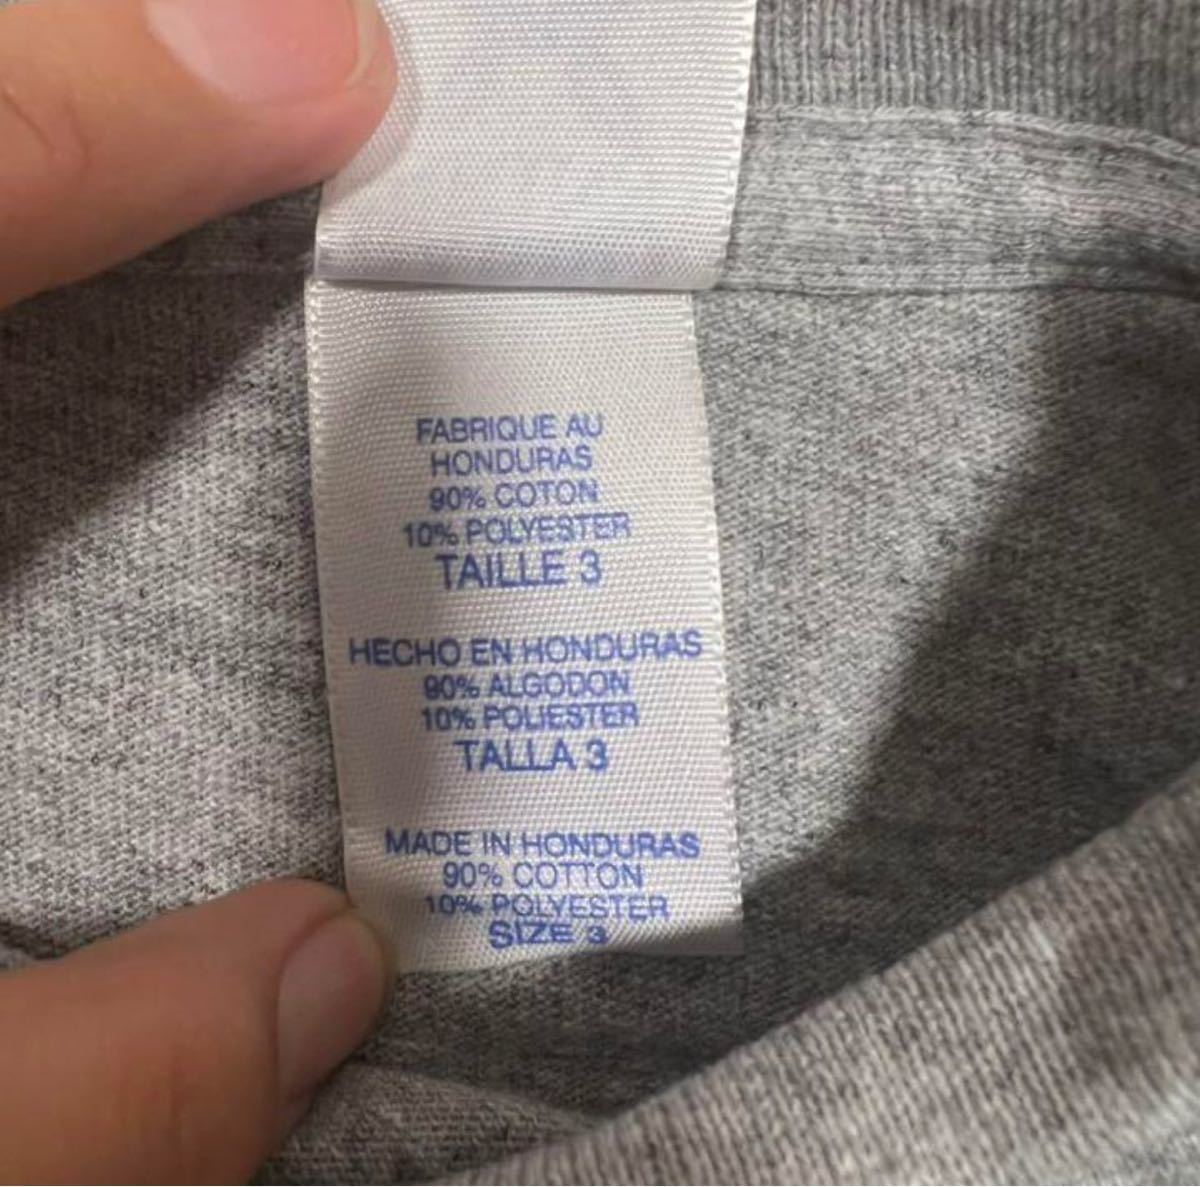 FABRIQUE AU
HONDURAS
90% COTON
10% POLYESTER
TAILLE 3
HECHO EN HONDURAS
90% ALGODON
10% POLIESTER
TALLA 3
MADE IN HONDURAS
90% COTTON
10% POLYESTER
SIZE 3